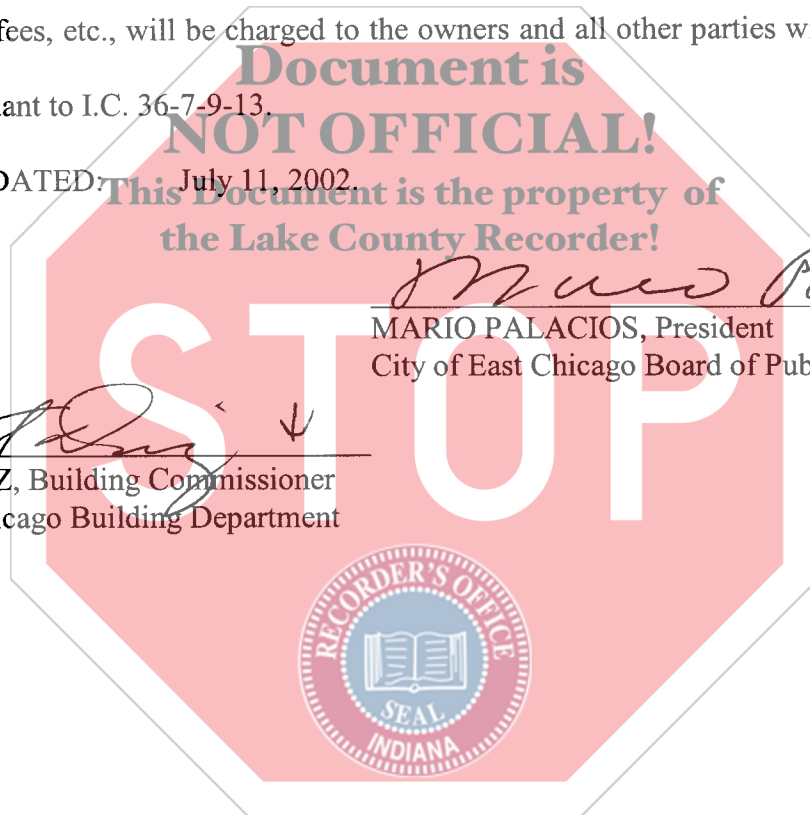 fees, etc., will be charged to the owners and all other parties w
Document is
ant to I.C. 36-7-9-13.
NOT OFFICIAL!
DATED: July 11, 2002.
This Document is the property of
the Lake County Recorder!
MARIO PALACIOS, President
City of East Chicago Board of Pub
Z, Building Commissioner
cago Building Department
STOP
RECORDER'S OFFICE
SEAL
INDIANA